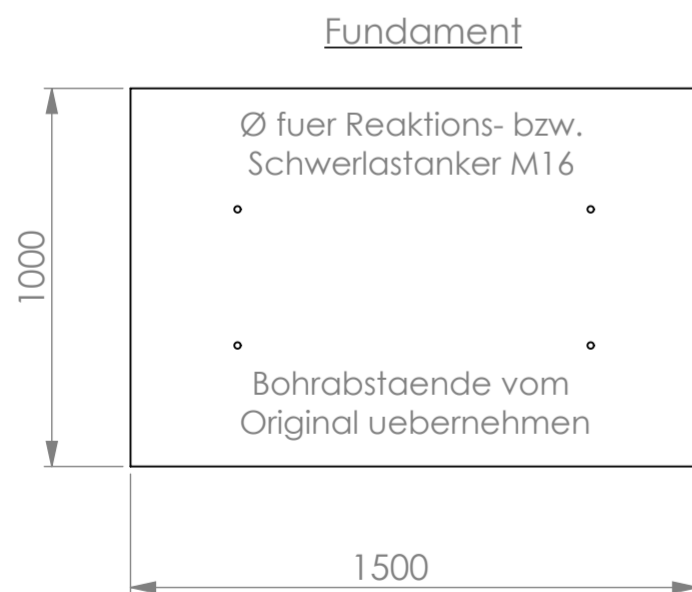 Fundament
Ø fuer Reaktions- bzw.
Schwerlastanker M16
1000
Bohrabstaende vom
Original uebernehmen
1500